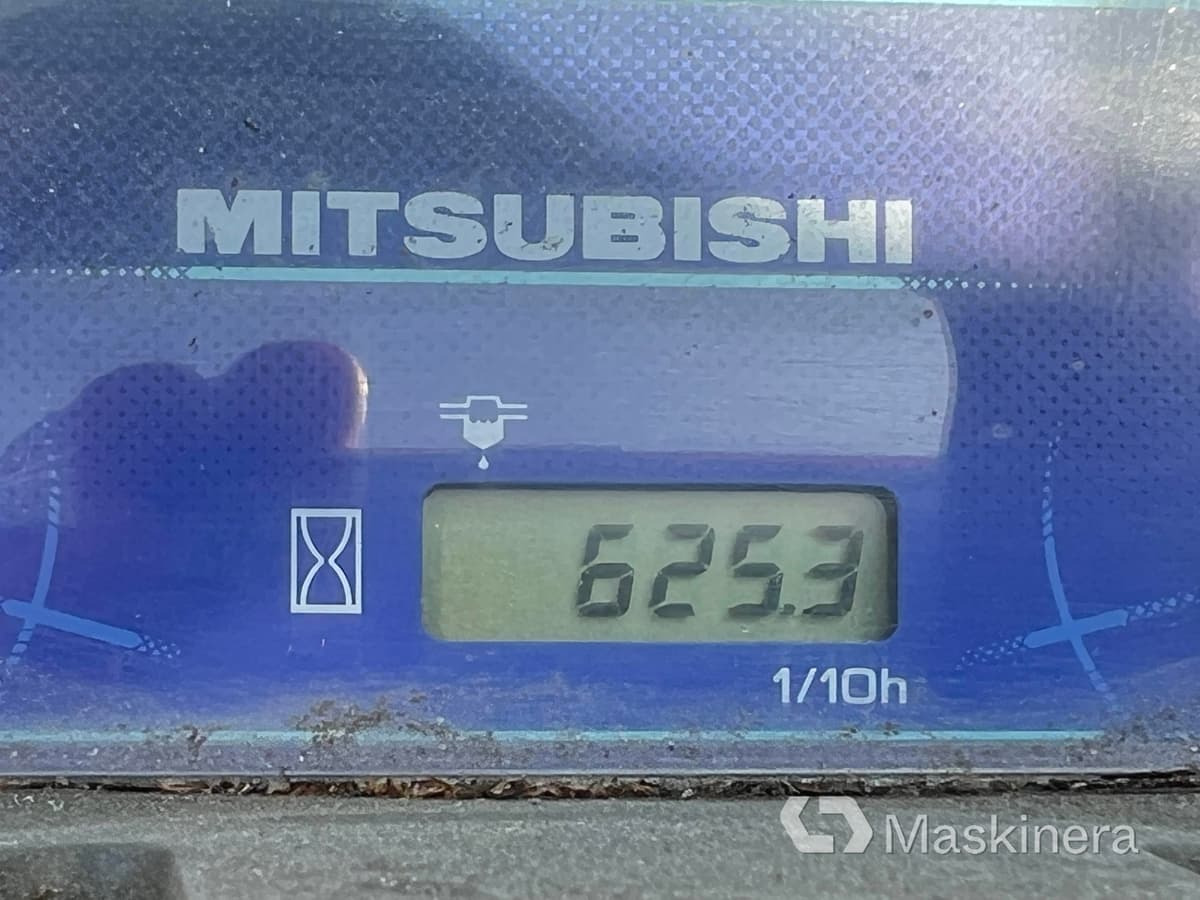 MITSUBISHI
625.3
1/10h
Maskinera